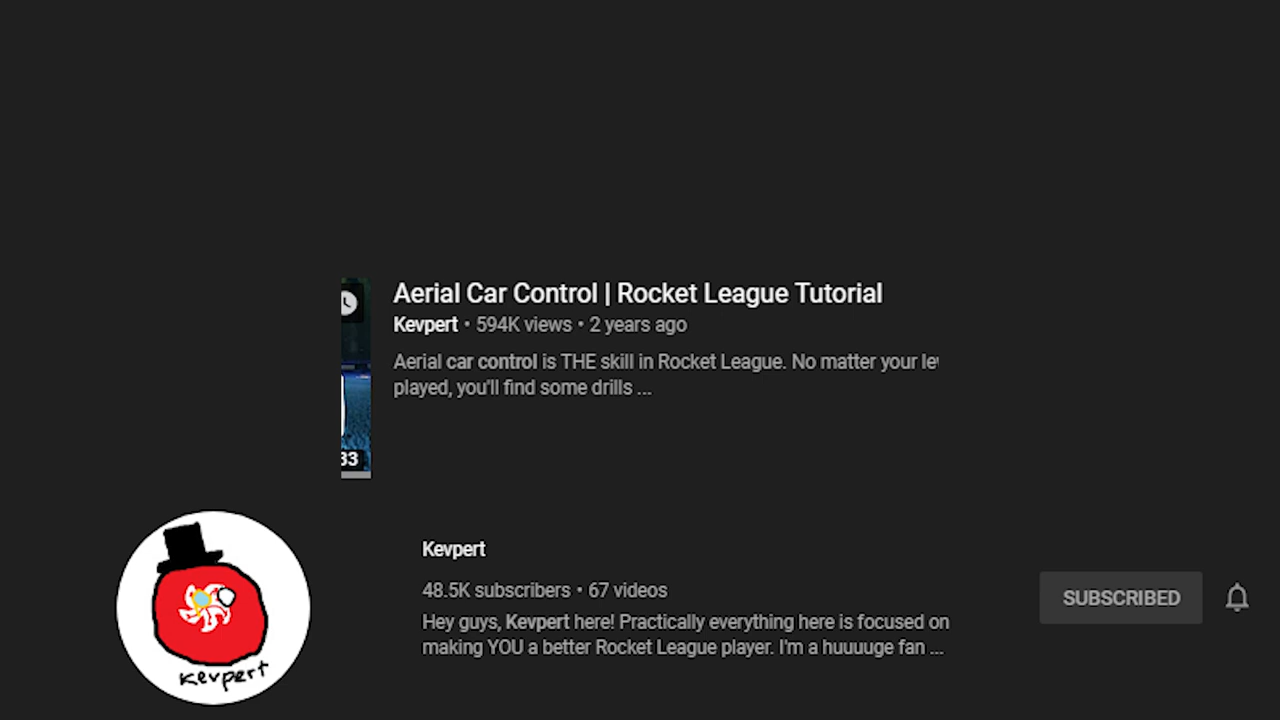 Aerial Car Control | Rocket League Tutorial
Kevpert • 594K views • 2 years ago
Aerial car control is THE skill in Rocket League. No matter your lev
played, you'll find some drills ...
33
Kevpert
48.5K subscribers • 67 videos
Hey guys, Kevpert here! Practically everything here is focused on
making YOU a better Rocket League player. I'm a huuuuge fan ...
SUBSCRIBED
kevpert